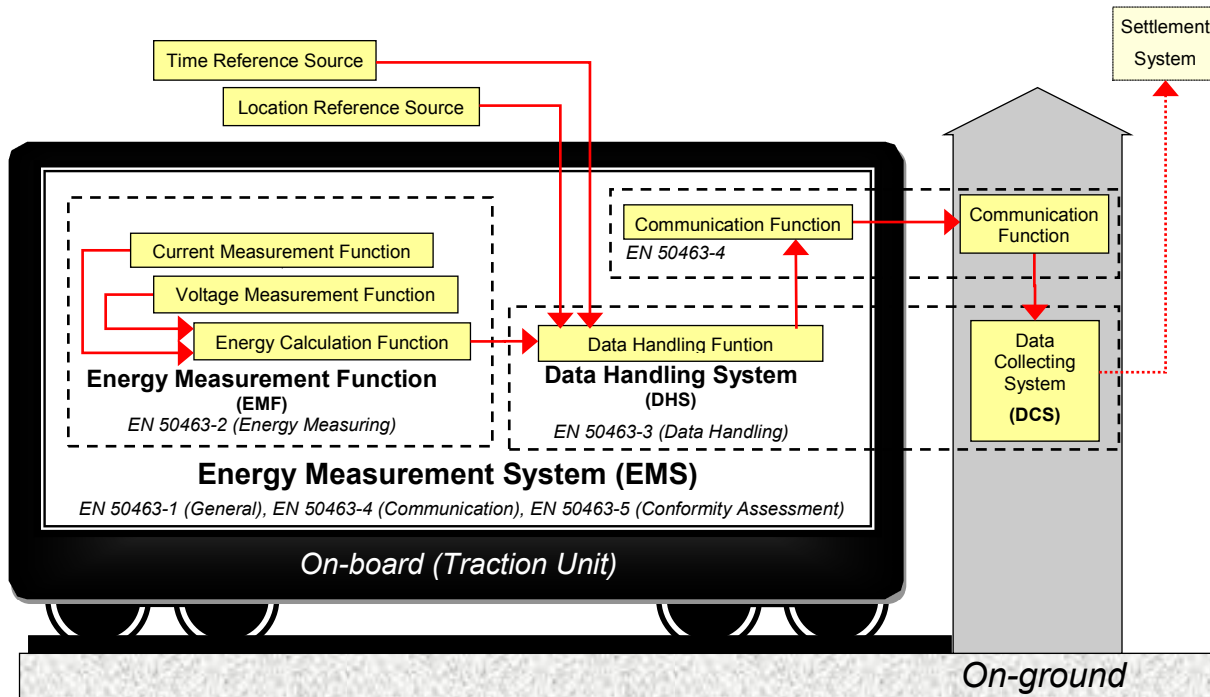 Settlement
System
Time Reference Source
Location Reference Source
Communication Function
EN 50463-4
Communication
Function
Current Measurement Function
Voltage Measurement Function
Energy Calculation Function
Energy Measurement Function
(EMF)
EN 50463-2 (Energy Measuring)
Data Handling Funtion
Data Handling System
(DHS)
EN 50463-3 (Data Handling)
Data
Collecting
System
(DCS)
Energy Measurement System (EMS)
EN 50463-1 (General), EN 50463-4 (Communication), EN 50463-5 (Conformity Assessment)
On-board (Traction Unit)
On-ground